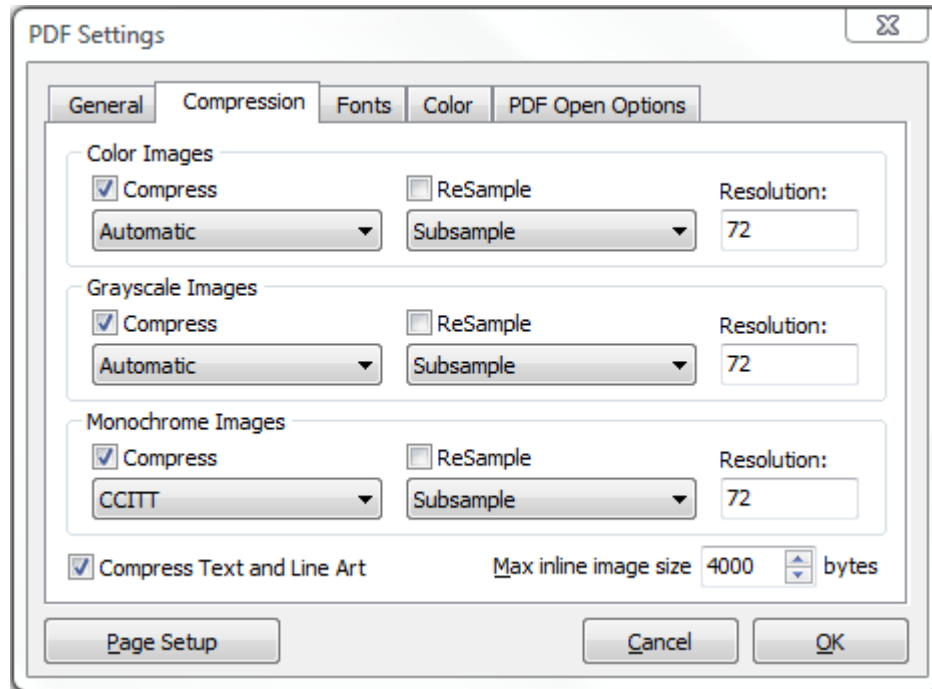 PDF Settings
General Compression Fonts Color PDF Open Options
Color Images
Compress ReSample Resolution:
Automatic Subsample 72
Grayscale Images
Compress ReSample Resolution:
Automatic Subsample 72
Monochrome Images
Compress ReSample Resolution:
CCITT Subsample 72
Compress Text and Line Art Max inline image size 4000 bytes
Page Setup Cancel OK